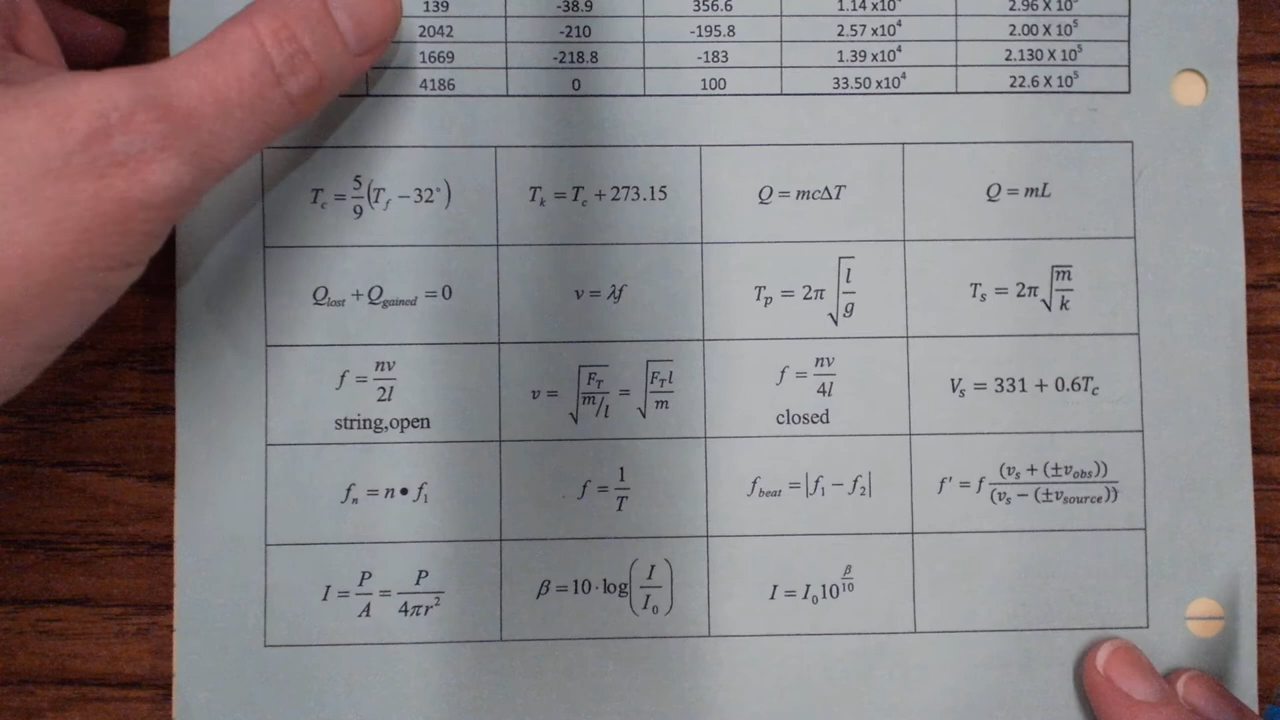 139 -38.9 356.6 1.14 x10 2.96 X 10
2042 -210 -195.8 2.57 x10⁴ 2.00 X 10⁵
1669 -218.8 -183 1.39 x10⁴ 2.130 X 10⁵
4186 0 100 33.50 x10⁴ 22.6 X 10⁵
T_c = 5/9 (T_f − 32°) T_k = T_c + 273.15 Q = mcΔT Q = mL
Q_lost + Q_gained = 0 v = λf T_p = 2π√(l/g) T_s = 2π√(m/k)
f = nv/2l v = √(F_T/(m/l)) = √(F_T l/m) f = nv/4l V_s = 331 + 0.6T_c
string,open closed
f_n = n • f_1 f = 1/T f_beat = |f_1 − f_2| f' = f (v_s + (±v_obs))/(v_s − (±v_source))
I = P/A = P/4πr² β = 10 · log(I/I_0) I = I_0 10^(β/10)